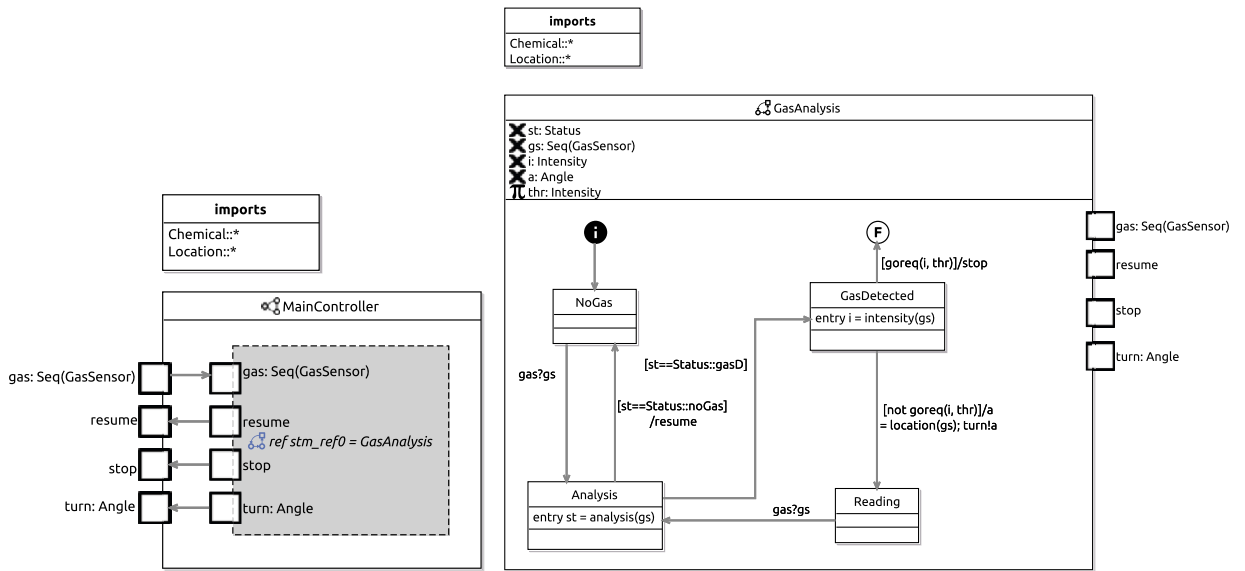 imports
Chemical::*
Location::*
GasAnalysis
st: Status
gs: Seq(GasSensor)
i: Intensity
a: Angle
π thr: Intensity
i
F
[goreq(i, thr)]/stop
NoGas
GasDetected
entry i = intensity(gs)
gas?gs
[st==Status::gasD]
[st==Status::noGas]
/resume
[not goreq(i, thr)]/a
= location(gs); turn!a
Analysis
entry st = analysis(gs)
gas?gs
Reading
gas: Seq(GasSensor)
resume
stop
turn: Angle
imports
Chemical::*
Location::*
MainController
gas: Seq(GasSensor)
gas: Seq(GasSensor)
resume
resume
ref stm_ref0 = GasAnalysis
stop
stop
turn: Angle
turn: Angle